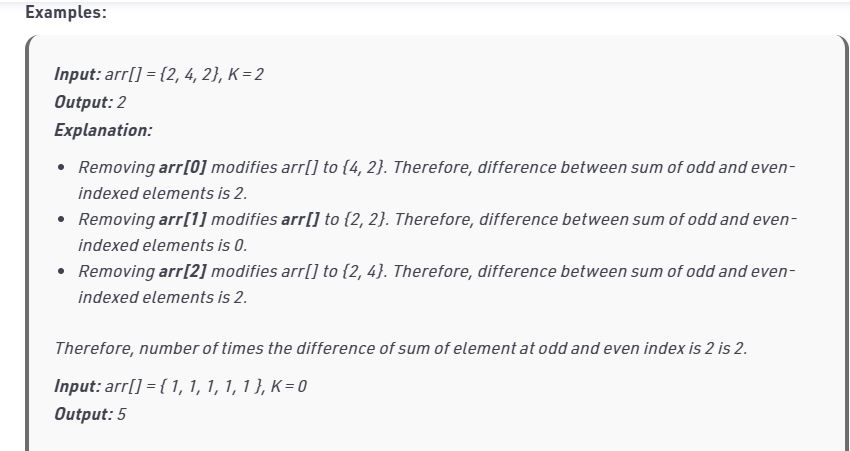 Examples:
Input: arr[] = {2, 4, 2}, K = 2
Output: 2
Explanation:
• Removing arr[0] modifies arr[] to {4, 2}. Therefore, difference between sum of odd and even-
indexed elements is 2.
• Removing arr[1] modifies arr[] to {2, 2}. Therefore, difference between sum of odd and even-
indexed elements is 0.
• Removing arr[2] modifies arr[] to {2, 4}. Therefore, difference between sum of odd and even-
indexed elements is 2.
Therefore, number of times the difference of sum of element at odd and even index is 2 is 2.
Input: arr[] = { 1, 1, 1, 1, 1 }, K = 0
Output: 5